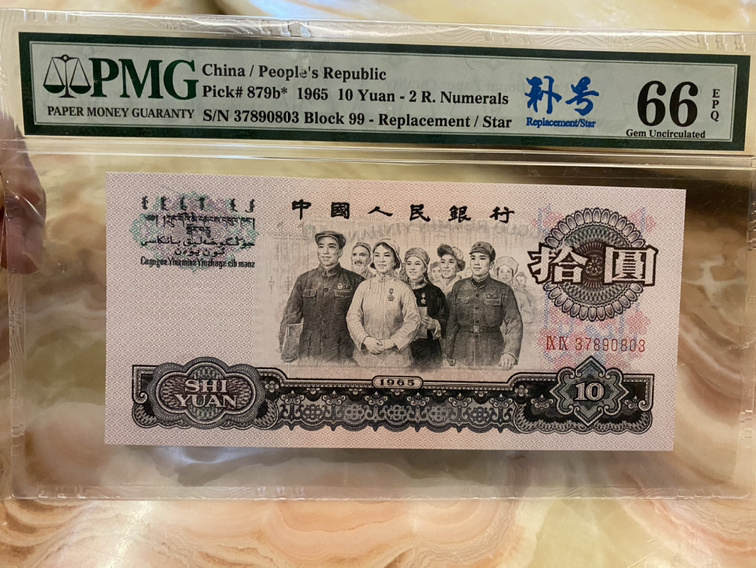 PMG
PAPER MONEY GUARANTY
China / People's Republic
Pick# 879b* 1965 10 Yuan - 2 R. Numerals
S/N 37890803 Block 99 - Replacement / Star
补号
Replacement/Star
66
EPQ
Gem Uncirculated
中國人民銀行
拾圓
IX IX 37890803
SHI
YUAN
1965
10